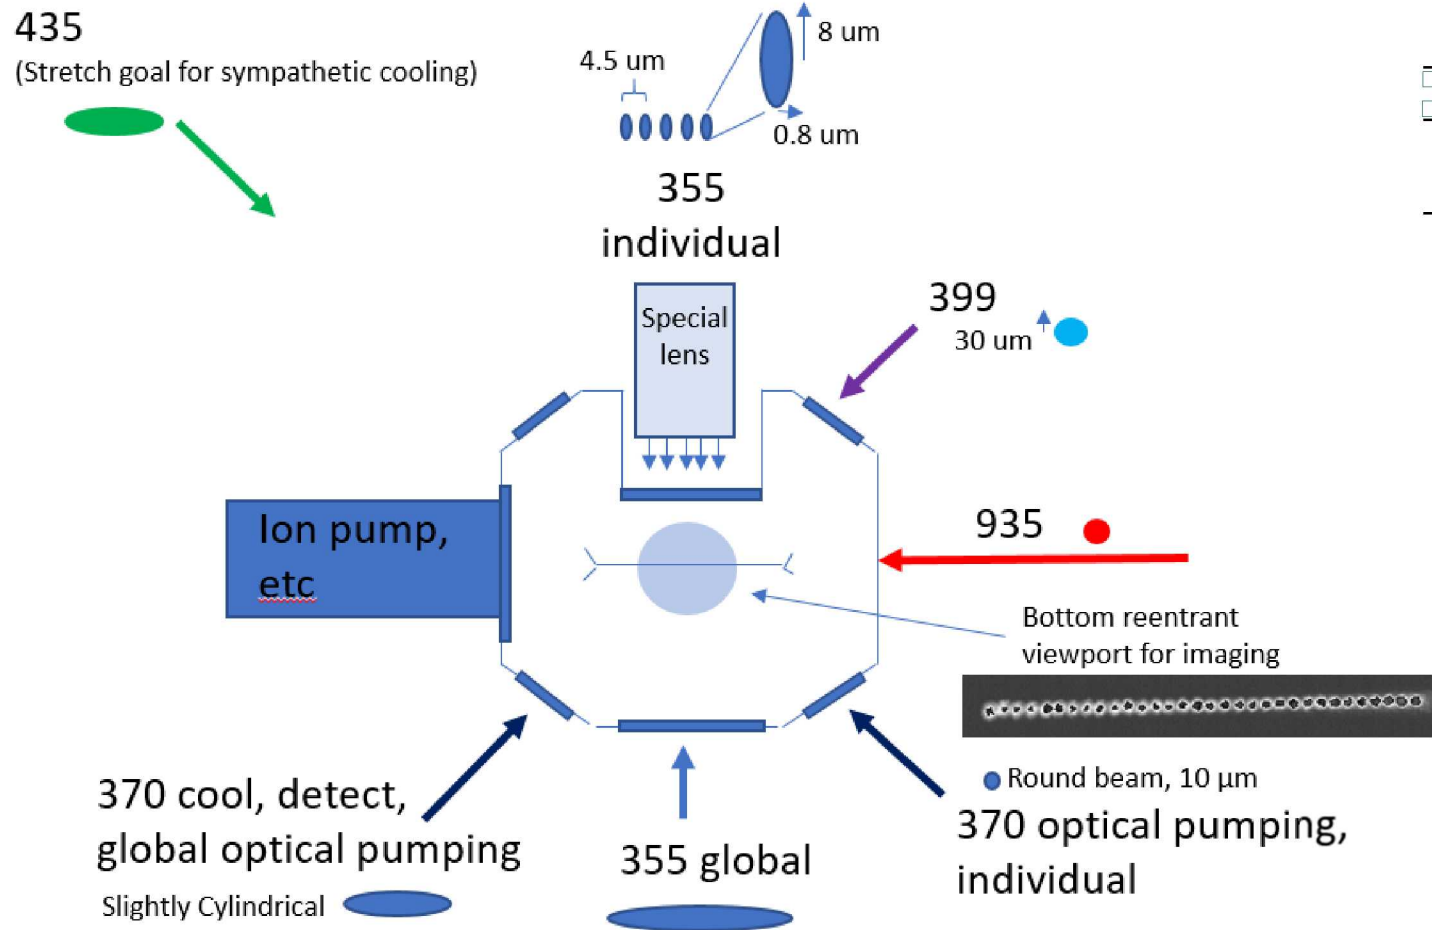 435
(Stretch goal for sympathetic cooling)
8 um
4.5 um
0.8 um
355
individual
Special
lens
399
30 um
Ion pump,
etc
935
Bottom reentrant
viewport for imaging
370 cool, detect,
global optical pumping
Slightly Cylindrical
355 global
Round beam, 10 µm
370 optical pumping,
individual